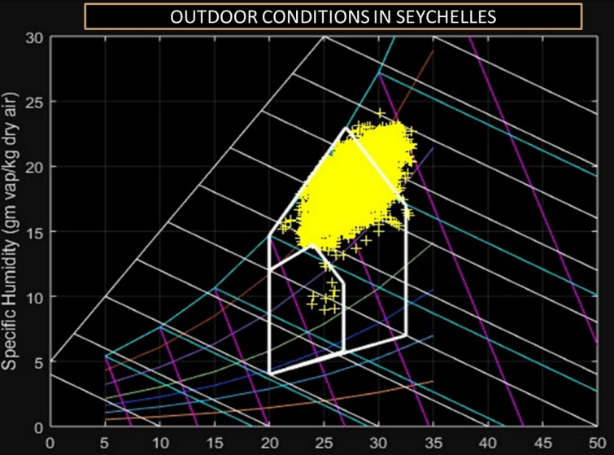 OUTDOOR CONDITIONS IN SEYCHELLES
Specific Humidity (gm vap/kg dry air)
30
25
20
15
10
5
0
0 5 10 15 20 25 30 35 40 45 50